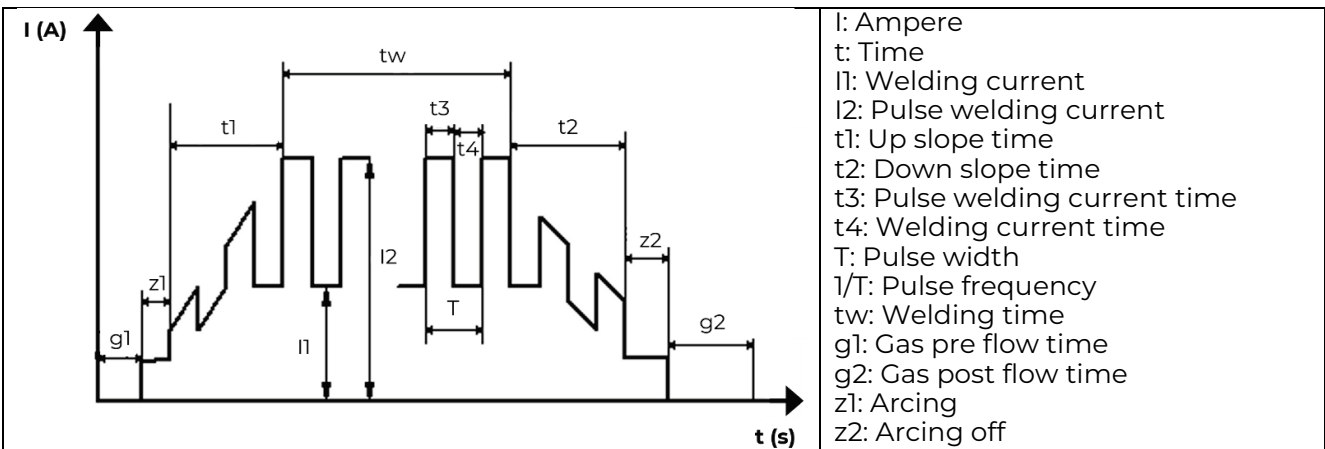 I (A)
tw
t3
t1
t4
t2
I2
z2
z1
T
g1
g2
I1
t (s)
I: Ampere
t: Time
I1: Welding current
I2: Pulse welding current
t1: Up slope time
t2: Down slope time
t3: Pulse welding current time
t4: Welding current time
T: Pulse width
1/T: Pulse frequency
tw: Welding time
g1: Gas pre flow time
g2: Gas post flow time
z1: Arcing
z2: Arcing off